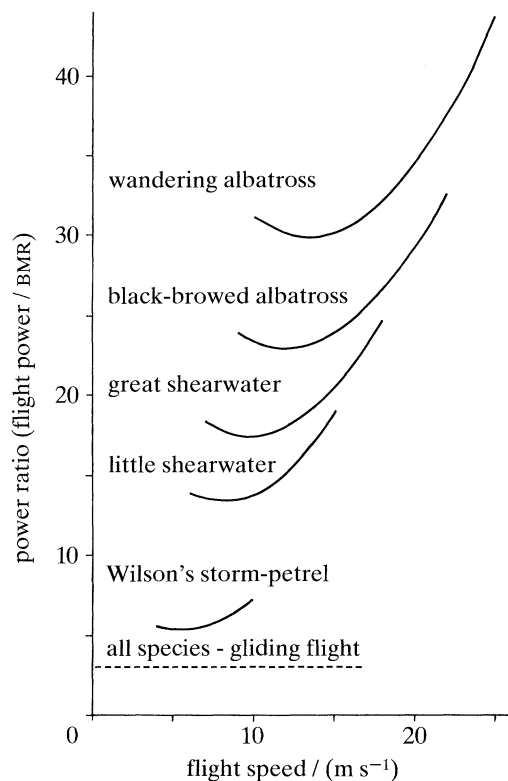 40
wandering albatross
30
black-browed albatross
great shearwater
20
little shearwater
10
Wilson's storm-petrel
all species - gliding flight
0
10
20
flight speed / (m s⁻¹)
power ratio (flight power / BMR)